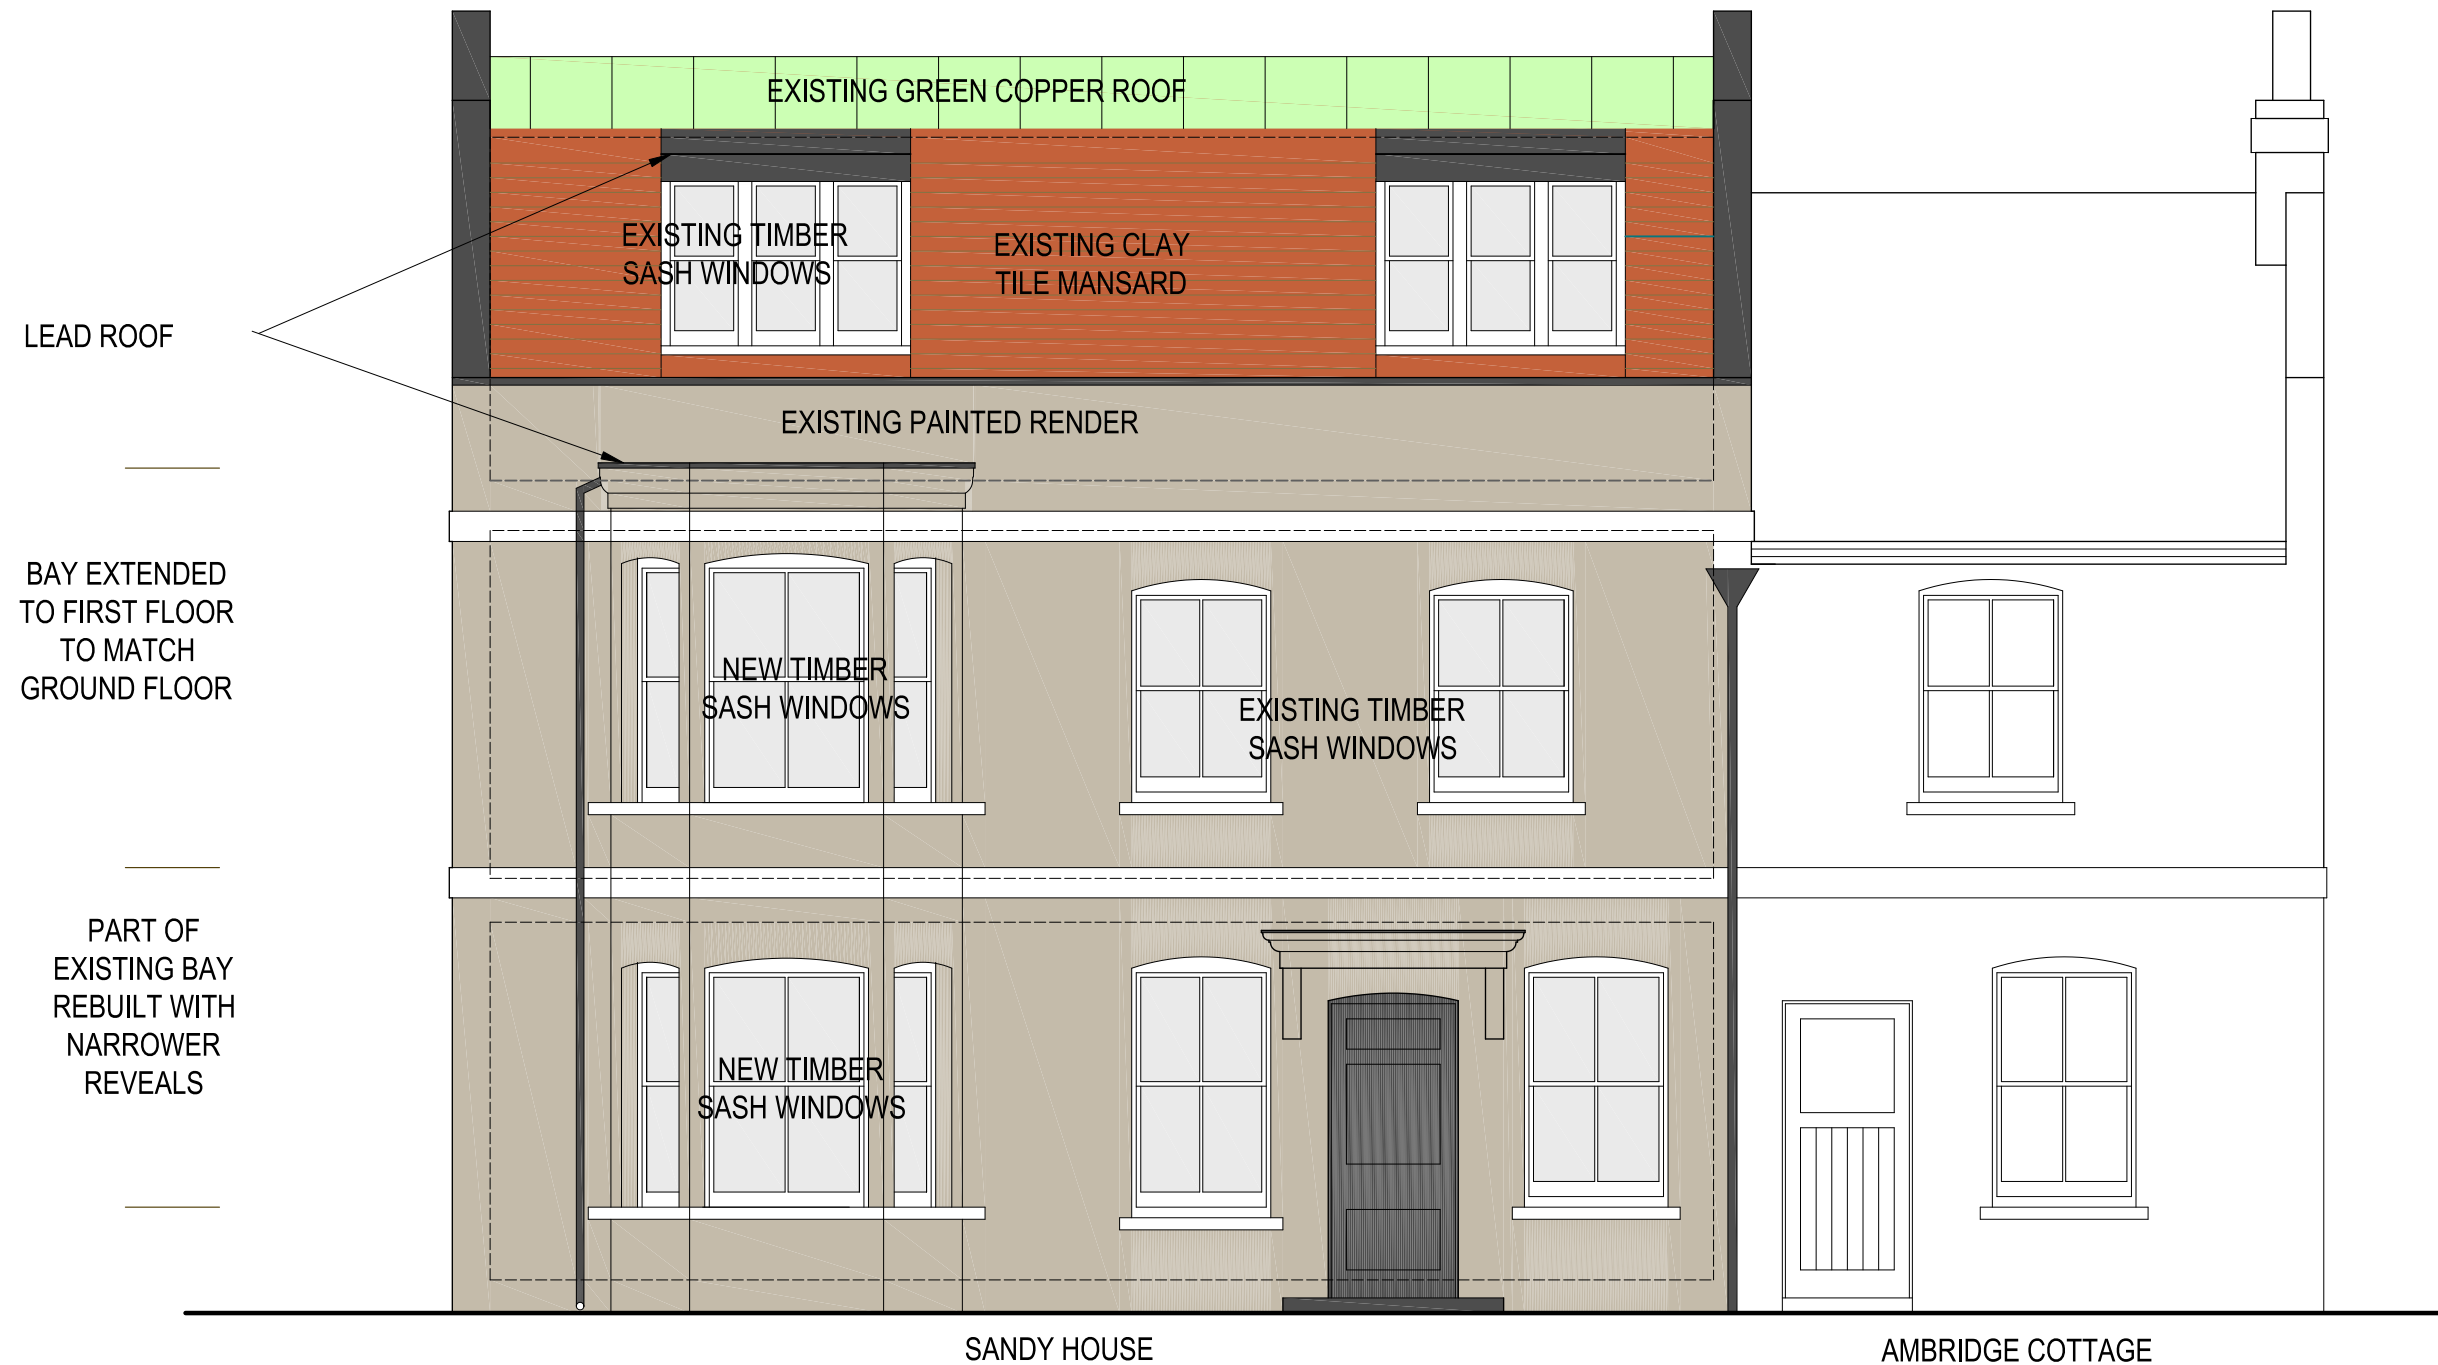 EXISTING GREEN COPPER ROOF
EXISTING TIMBER
SASH WINDOWS
EXISTING CLAY
TILE MANSARD
LEAD ROOF
EXISTING PAINTED RENDER
BAY EXTENDED
TO FIRST FLOOR
TO MATCH
GROUND FLOOR
NEW TIMBER
SASH WINDOWS
EXISTING TIMBER
SASH WINDOWS
PART OF
EXISTING BAY
REBUILT WITH
NARROWER
REVEALS
NEW TIMBER
SASH WINDOWS
SANDY HOUSE
AMBRIDGE COTTAGE